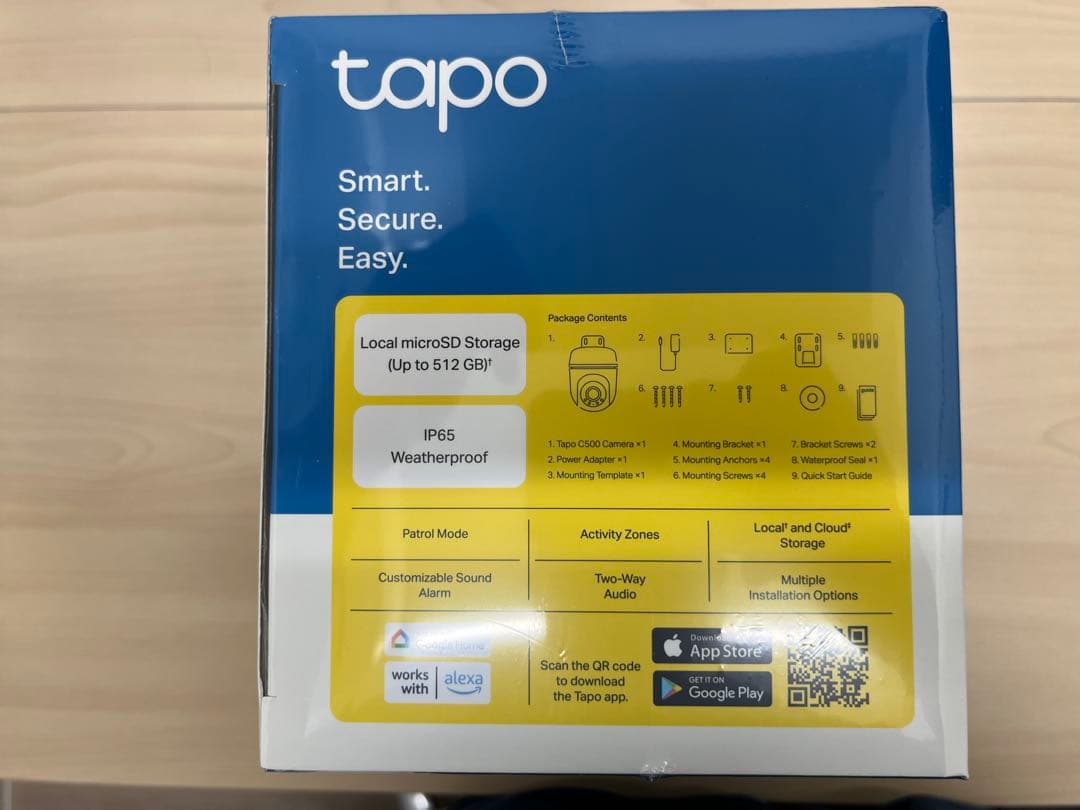 tapo
Smart.
Secure.
Easy.
Local microSD Storage
(Up to 512 GB)†
IP65
Weatherproof
Package Contents
1.
2.
3.
4.
5.
6.
7.
8.
9.
guide
1. Tapo C500 Camera ×1
2. Power Adapter ×1
3. Mounting Template ×1
4. Mounting Bracket ×1
5. Mounting Anchors ×4
6. Mounting Screws ×4
7. Bracket Screws ×2
8. Waterproof Seal ×1
9. Quick Start Guide
Patrol Mode
Activity Zones
Local† and Cloud‡
Storage
Customizable Sound
Alarm
Two-Way
Audio
Multiple
Installation Options
Google Home
works
with
alexa
Scan the QR code
to download
the Tapo app.
App Store
GET IT ON
Google Play